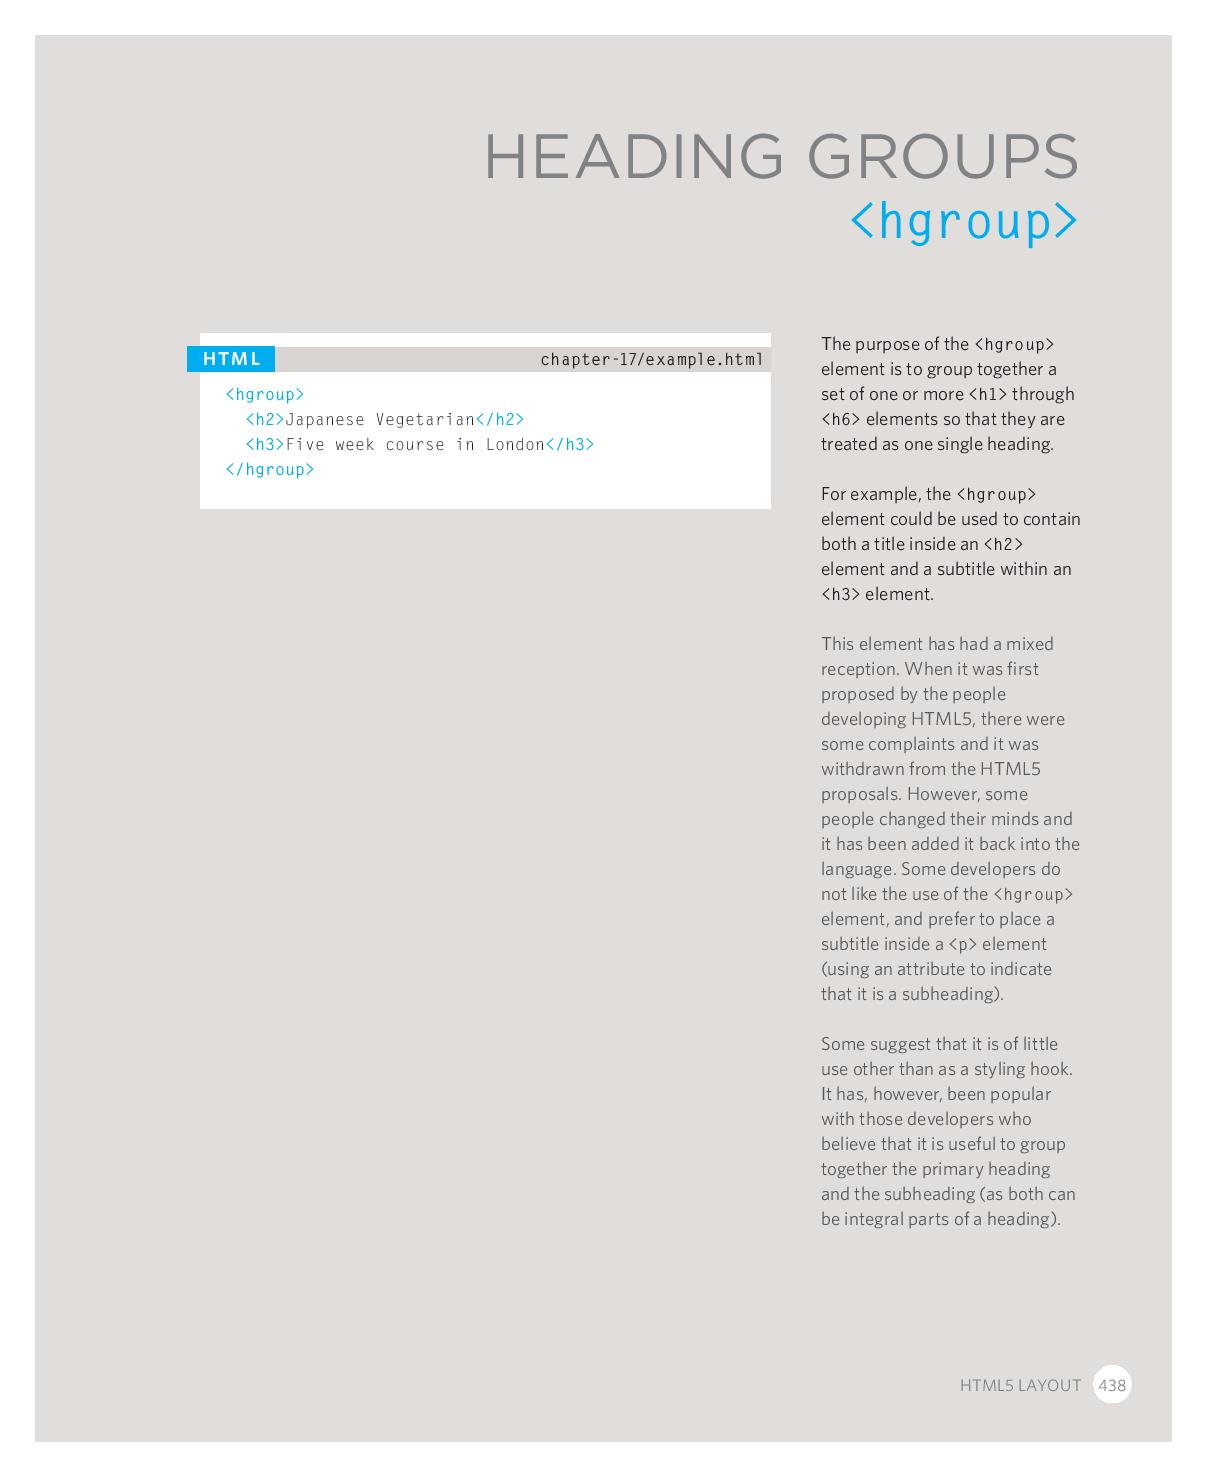 HEADING GROUPS
<hgroup>
HTML chapter-17/example.html
<hgroup>
<h2>Japanese Vegetarian</h2>
<h3>Five week course in London</h3>
</hgroup>
The purpose of the <hgroup>
element is to group together a
set of one or more <h1> through
<h6> elements so that they are
treated as one single heading.
For example, the <hgroup>
element could be used to contain
both a title inside an <h2>
element and a subtitle within an
<h3> element.
This element has had a mixed
reception. When it was first
proposed by the people
developing HTML5, there were
some complaints and it was
withdrawn from the HTML5
proposals. However, some
people changed their minds and
it has been added it back into the
language. Some developers do
not like the use of the <hgroup>
element, and prefer to place a
subtitle inside a <p> element
(using an attribute to indicate
that it is a subheading).
Some suggest that it is of little
use other than as a styling hook.
It has, however, been popular
with those developers who
believe that it is useful to group
together the primary heading
and the subheading (as both can
be integral parts of a heading).
HTML5 LAYOUT 438